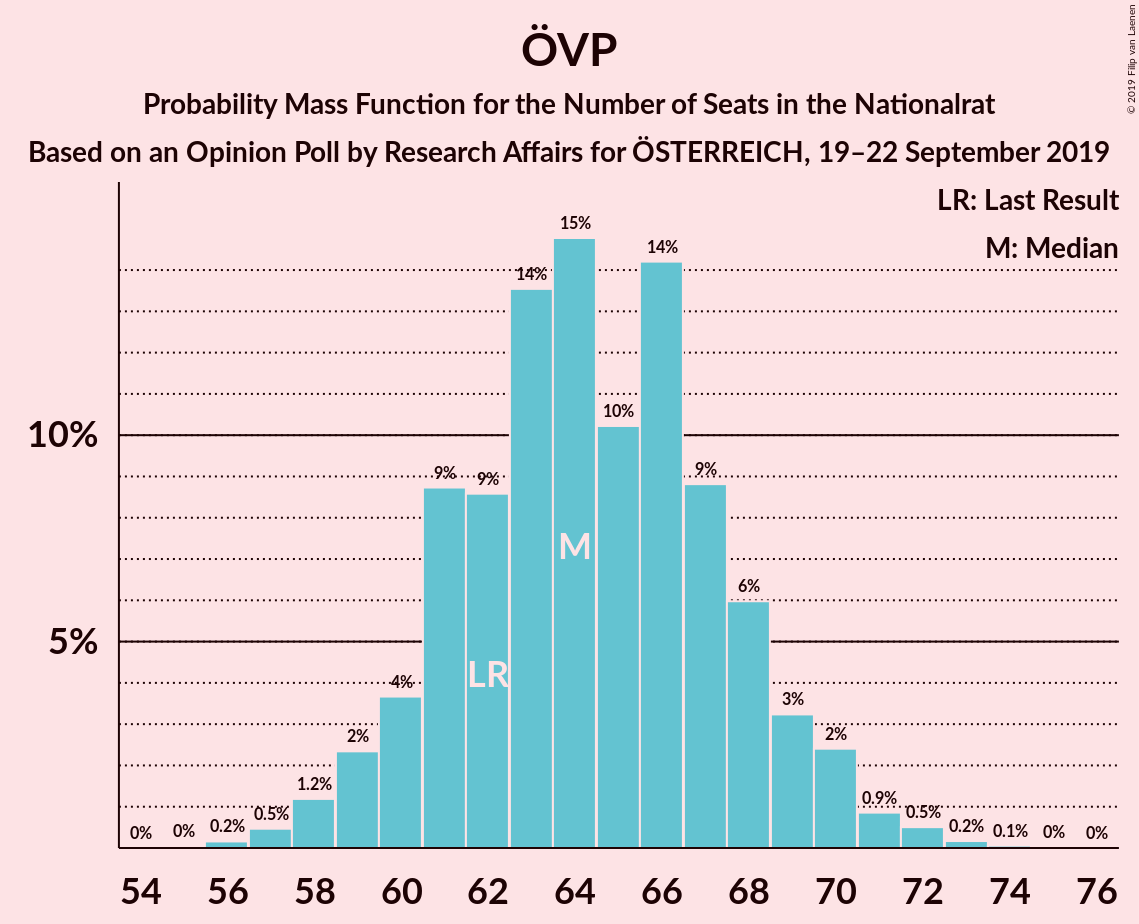 ÖVP
Probability Mass Function for the Number of Seats in the Nationalrat
Based on an Opinion Poll by Research Affairs for ÖSTERREICH, 19–22 September 2019
© 2019 Filip van Laenen
LR: Last Result
M: Median
10%
5%
0% 0% 0.2% 0.5% 1.2% 2% 4% 9% 9% 14% 15% 10% 14% 9% 6% 3% 2% 0.9% 0.5% 0.2% 0.1% 0% 0%
M
LR
54 56 58 60 62 64 66 68 70 72 74 76